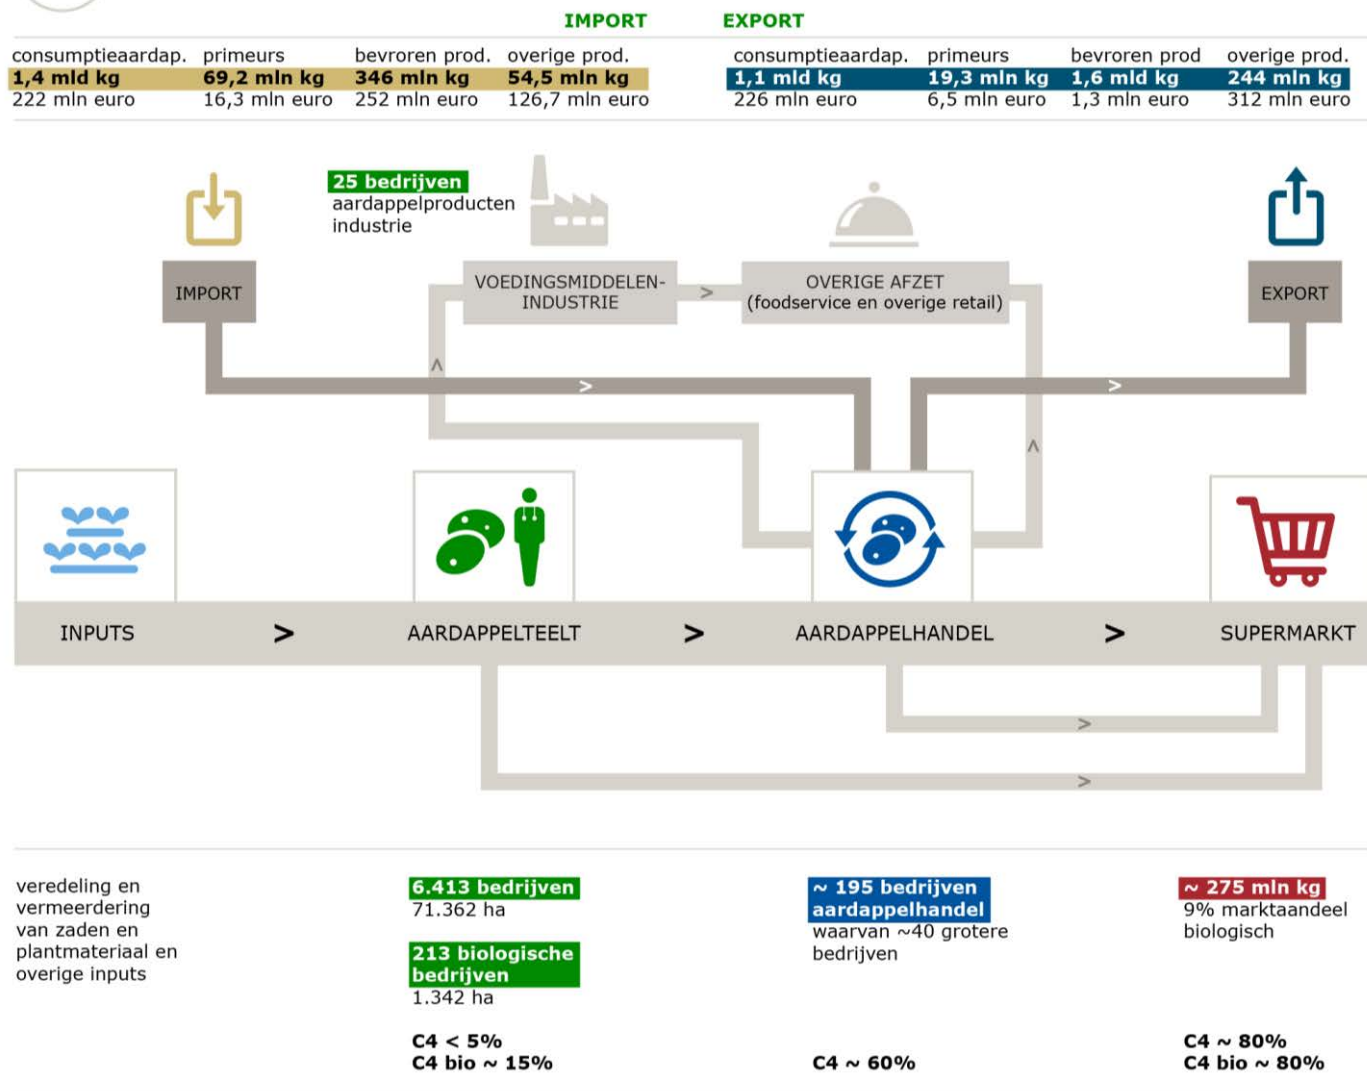 IMPORT
EXPORT
consumptieaardap. primeurs bevroren prod. overige prod.
1,4 mld kg 69,2 mln kg 346 mln kg 54,5 mln kg
222 mln euro 16,3 mln euro 252 mln euro 126,7 mln euro
consumptieaardap. primeurs bevroren prod overige prod.
1,1 mld kg 19,3 mln kg 1,6 mld kg 244 mln kg
226 mln euro 6,5 mln euro 1,3 mln euro 312 mln euro
25 bedrijven
aardappelproducten
industrie
IMPORT
VOEDINGSMIDDELEN-
INDUSTRIE
>
OVERIGE AFZET
(foodservice en overige retail)
EXPORT
>
>
>
>
INPUTS > AARDAPPELTEELT > AARDAPPELHANDEL > SUPERMARKT
>
>
veredeling en
vermeerdering
van zaden en
plantmateriaal en
overige inputs
6.413 bedrijven
71.362 ha
213 biologische
bedrijven
1.342 ha
C4 < 5%
C4 bio ~ 15%
~ 195 bedrijven
aardappelhandel
waarvan ~40 grotere
bedrijven
C4 ~ 60%
~ 275 mln kg
9% marktaandeel
biologisch
C4 ~ 80%
C4 bio ~ 80%